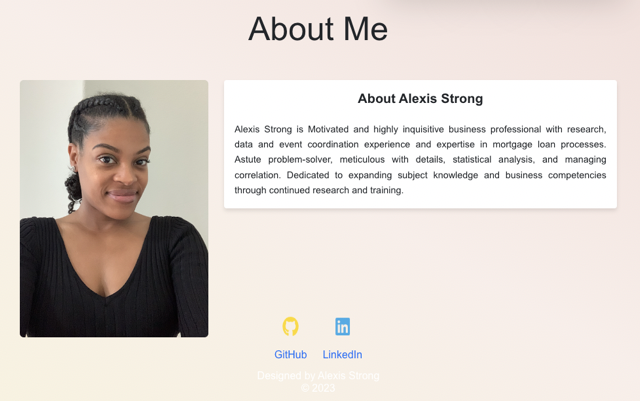 About Me
About Alexis Strong
Alexis Strong is Motivated and highly inquisitive business professional with research,
data and event coordination experience and expertise in mortgage loan processes.
Astute problem-solver, meticulous with details, statistical analysis, and managing
correlation. Dedicated to expanding subject knowledge and business competencies
through continued research and training.
in
GitHub LinkedIn
Designed by Alexis Strong
© 2023